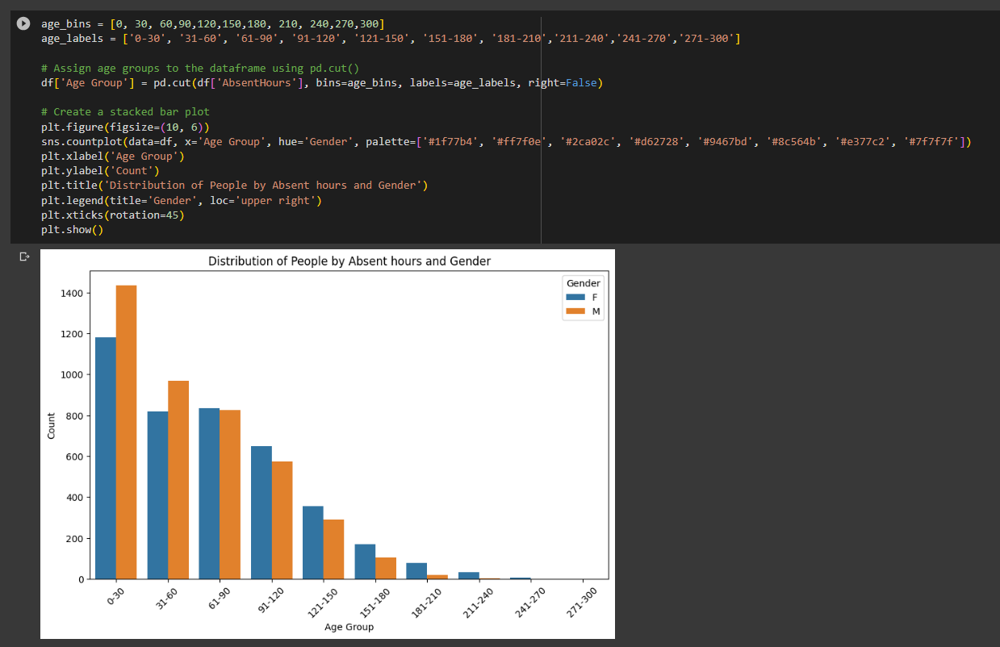 age_bins = [0, 30, 60,90,120,150,180, 210, 240,270,300]
age_labels = ['0-30', '31-60', '61-90', '91-120', '121-150', '151-180', '181-210','211-240','241-270','271-300']
# Assign age groups to the dataframe using pd.cut()
df['Age Group'] = pd.cut(df['AbsentHours'], bins=age_bins, labels=age_labels, right=False)
# Create a stacked bar plot
plt.figure(figsize=(10, 6))
sns.countplot(data=df, x='Age Group', hue='Gender', palette=['#1f77b4', '#ff7f0e', '#2ca02c', '#d62728', '#9467bd', '#8c564b', '#e377c2', '#7f7f7f'])
plt.xlabel('Age Group')
plt.ylabel('Count')
plt.title('Distribution of People by Absent hours and Gender')
plt.legend(title='Gender', loc='upper right')
plt.xticks(rotation=45)
plt.show()
Distribution of People by Absent hours and Gender
Gender
F
M
Count
1400
1200
1000
800
600
400
200
0
0-30
31-60
61-90
91-120
121-150
151-180
181-210
211-240
241-270
271-300
Age Group